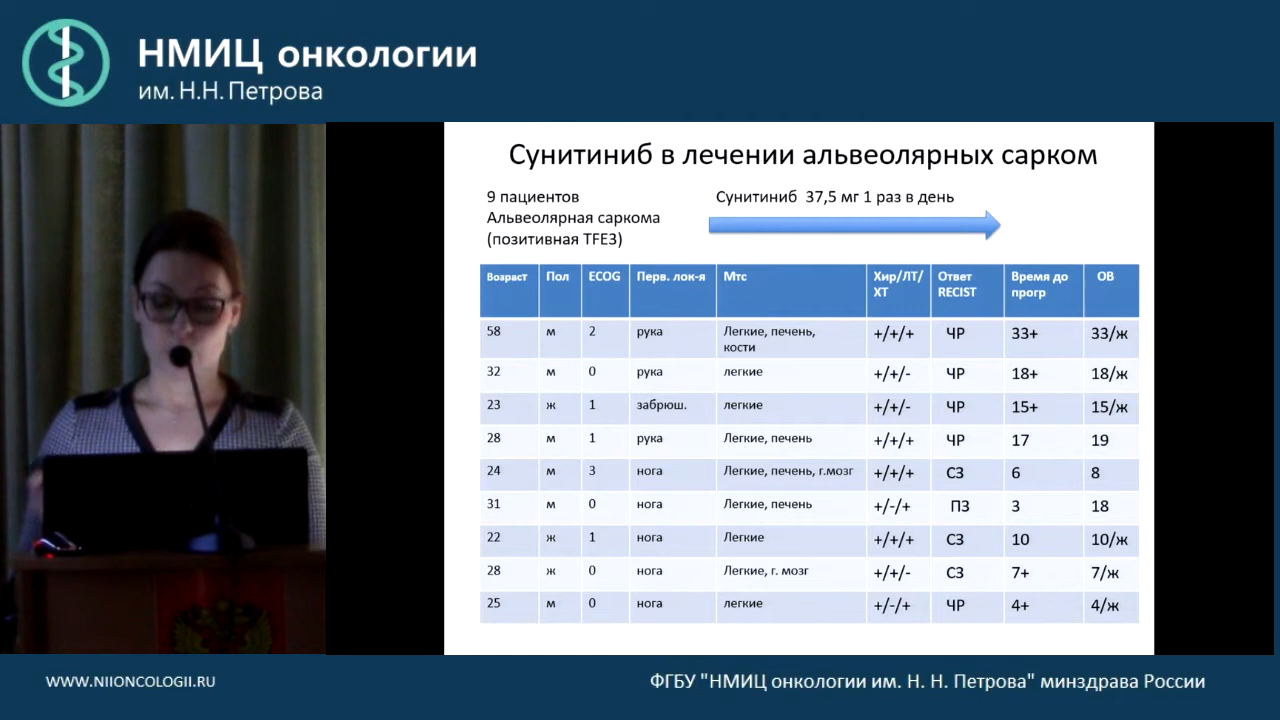 НМИЦ онкологии
им. Н.Н. Петрова
Сунитиниб в лечении альвеолярных сарком
9 пациентов
Альвеолярная саркома
(позитивная TFE3)
Сунитиниб 37,5 мг 1 раз в день
Возраст Пол ECOG Перв. лок-я Мтс Хир/ЛТ/ХТ Ответ RECIST Время до прогр ОВ
58 м 2 рука Легкие, печень, кости +/+/+ ЧР 33+ 33/ж
32 м 0 рука легкие +/+/- ЧР 18+ 18/ж
23 ж 1 забрюш. легкие +/+/- ЧР 15+ 15/ж
28 м 1 рука Легкие, печень +/+/+ ЧР 17 19
24 м 3 нога Легкие, печень, г.мозг +/+/+ СЗ 6 8
31 м 0 нога Легкие, печень +/-/+ ПЗ 3 18
22 ж 1 нога Легкие +/+/+ СЗ 10 10/ж
28 ж 0 нога Легкие, г. мозг +/+/- СЗ 7+ 7/ж
25 м 0 нога легкие +/-/+ ЧР 4+ 4/ж
WWW.NIIONCOLOGII.RU
ФГБУ "НМИЦ онкологии им. Н. Н. Петрова" минздрава России